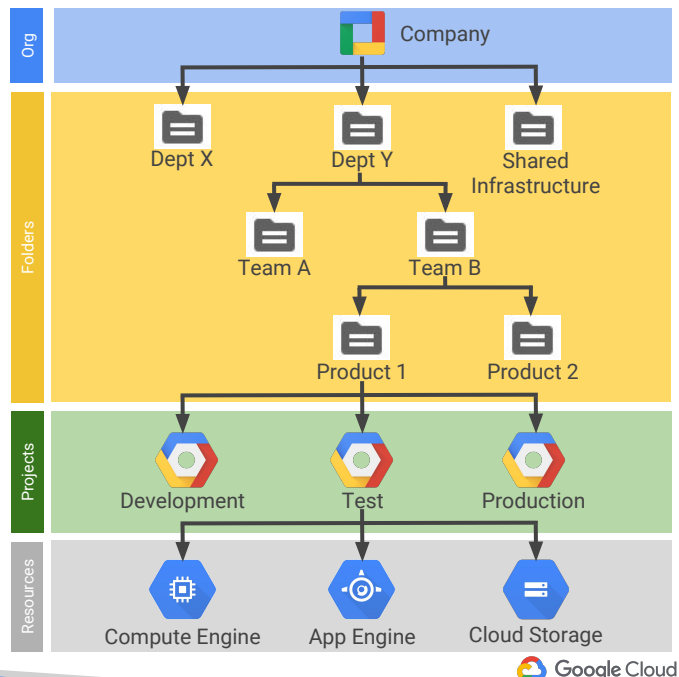 Org
Company
Folders
Dept X
Dept Y
Shared
Infrastructure
Team A
Team B
Product 1
Product 2
Projects
Development
Test
Production
Resources
Compute Engine
App Engine
Cloud Storage
Google Cloud